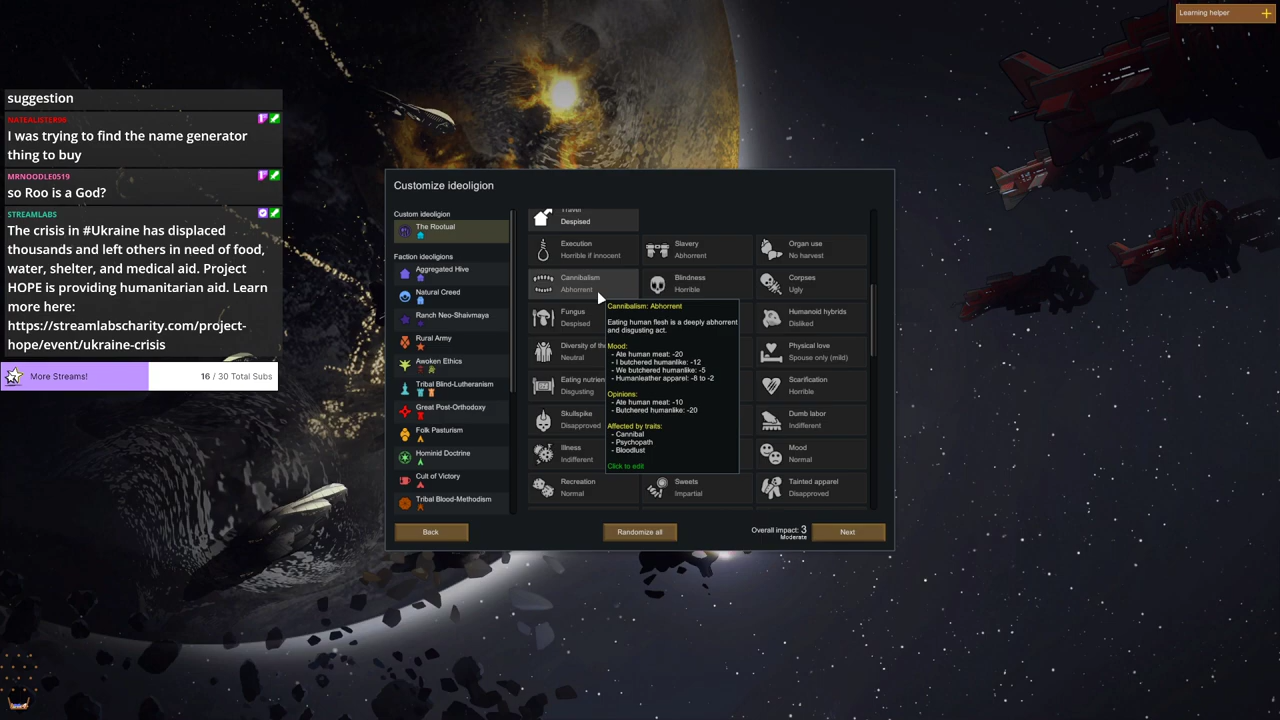 Learning helper
suggestion
NATEALISTER98
I was trying to find the name generator
thing to buy
MRNOODLE0519
so Roo is a God?
STREAMLABS
The crisis in #Ukraine has displaced
thousands and left others in need of food,
water, shelter, and medical aid. Project
HOPE is providing humanitarian aid. Learn
more here:
https://streamlabscharity.com/project-
hope/event/ukraine-crisis
More Streams!
16 / 30 Total Subs
Customize ideoligion
Custom ideoligion
The Rootual
Faction ideoligions
Aggregated Hive
Natural Creed
Ranch Neo-Shaivmaya
Rural Army
Awoken Ethics
Tribal Blind-Lutheranism
Great Post-Orthodoxy
Folk Pasturism
Hominid Doctrine
Cult of Victory
Tribal Blood-Methodism
Travel
Despised
Execution
Horrible if innocent
Slavery
Abhorrent
Organ use
No harvest
Cannibalism
Abhorrent
Blindness
Horrible
Corpses
Ugly
Fungus
Despised
Humanoid hybrids
Disliked
Diversity of the
Neutral
Physical love
Spouse only (mild)
Eating nutrien
Disgusting
Scarification
Horrible
Skullspike
Disapproved
Dumb labor
Indifferent
Illness
Indifferent
Mood
Normal
Recreation
Normal
Sweets
Impartial
Tainted apparel
Disapproved
Cannibalism: Abhorrent
Eating human flesh is a deeply abhorrent
and disgusting act.
Mood:
- Ate human meat: -20
- I butchered humanlike: -12
- We butchered humanlike: -5
- Humanleather apparel: -8 to -2
Opinions:
- Ate human meat: -10
- Butchered humanlike: -20
Affected by traits:
- Cannibal
- Psychopath
- Bloodlust
Click to edit
Back
Randomize all
Overall impact: 3
Moderate
Next